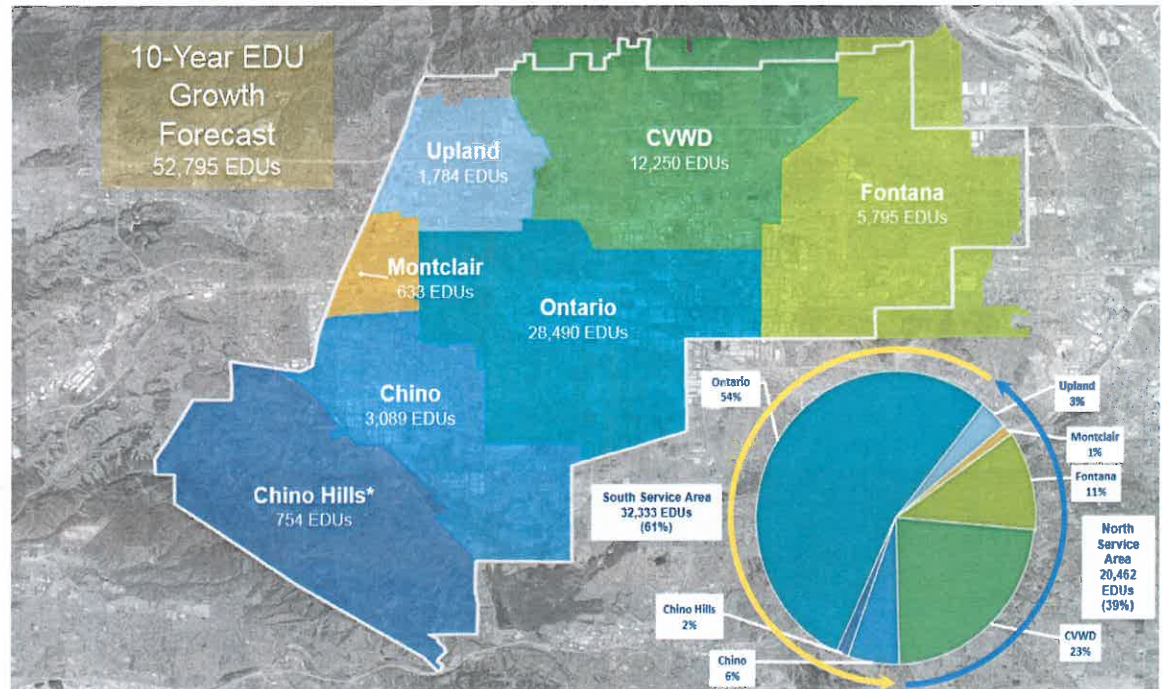 10-Year EDU
Growth
Forecast
52,795 EDUs
Upland
1,784 EDUs
CVWD
12,250 EDUs
Fontana
5,795 EDUs
Montclair
633 EDUs
Ontario
28,490 EDUs
Chino
3,089 EDUs
Chino Hills*
754 EDUs
Ontario
54%
Upland
3%
Montclair
1%
Fontana
11%
South Service Area
32,333 EDUs
(61%)
North
Service
Area
20,462
EDUs
(39%)
Chino Hills
2%
Chino
6%
CVWD
23%